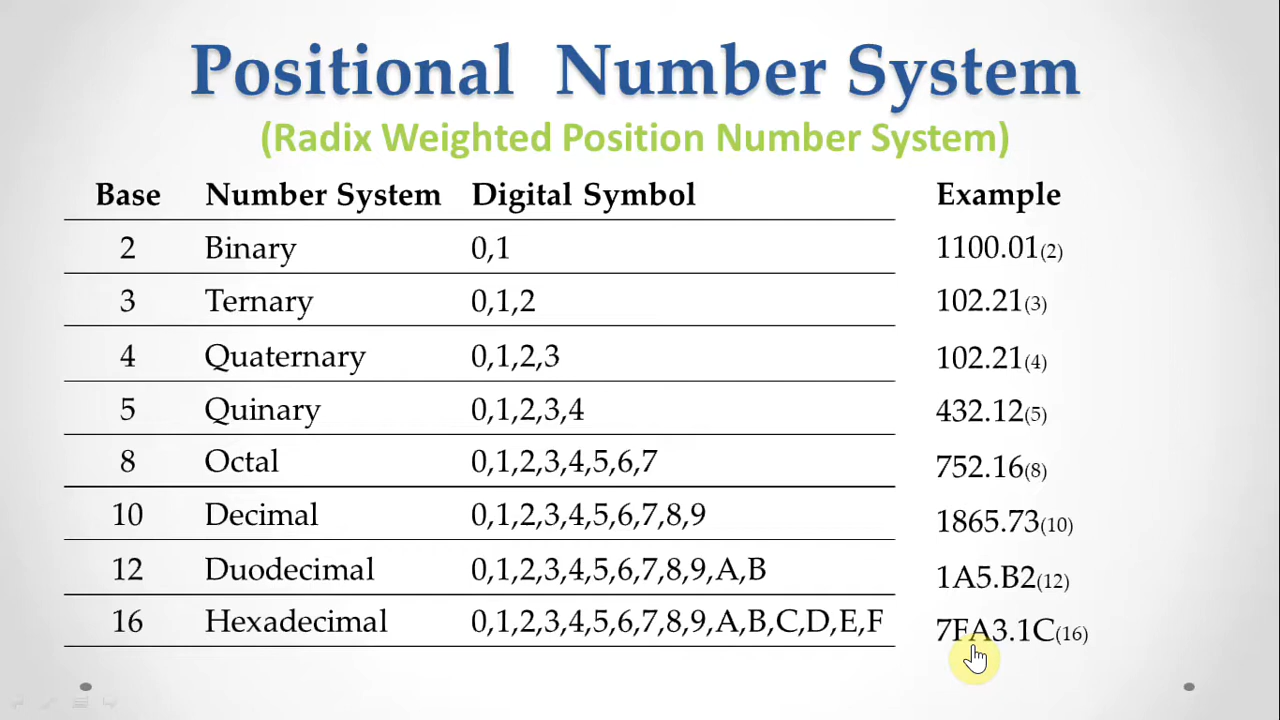 Positional Number System
(Radix Weighted Position Number System)
Base Number System Digital Symbol Example
2 Binary 0,1 1100.01(2)
3 Ternary 0,1,2 102.21(3)
4 Quaternary 0,1,2,3 102.21(4)
5 Quinary 0,1,2,3,4 432.12(5)
8 Octal 0,1,2,3,4,5,6,7 752.16(8)
10 Decimal 0,1,2,3,4,5,6,7,8,9 1865.73(10)
12 Duodecimal 0,1,2,3,4,5,6,7,8,9,A,B 1A5.B2(12)
16 Hexadecimal 0,1,2,3,4,5,6,7,8,9,A,B,C,D,E,F 7FA3.1C(16)